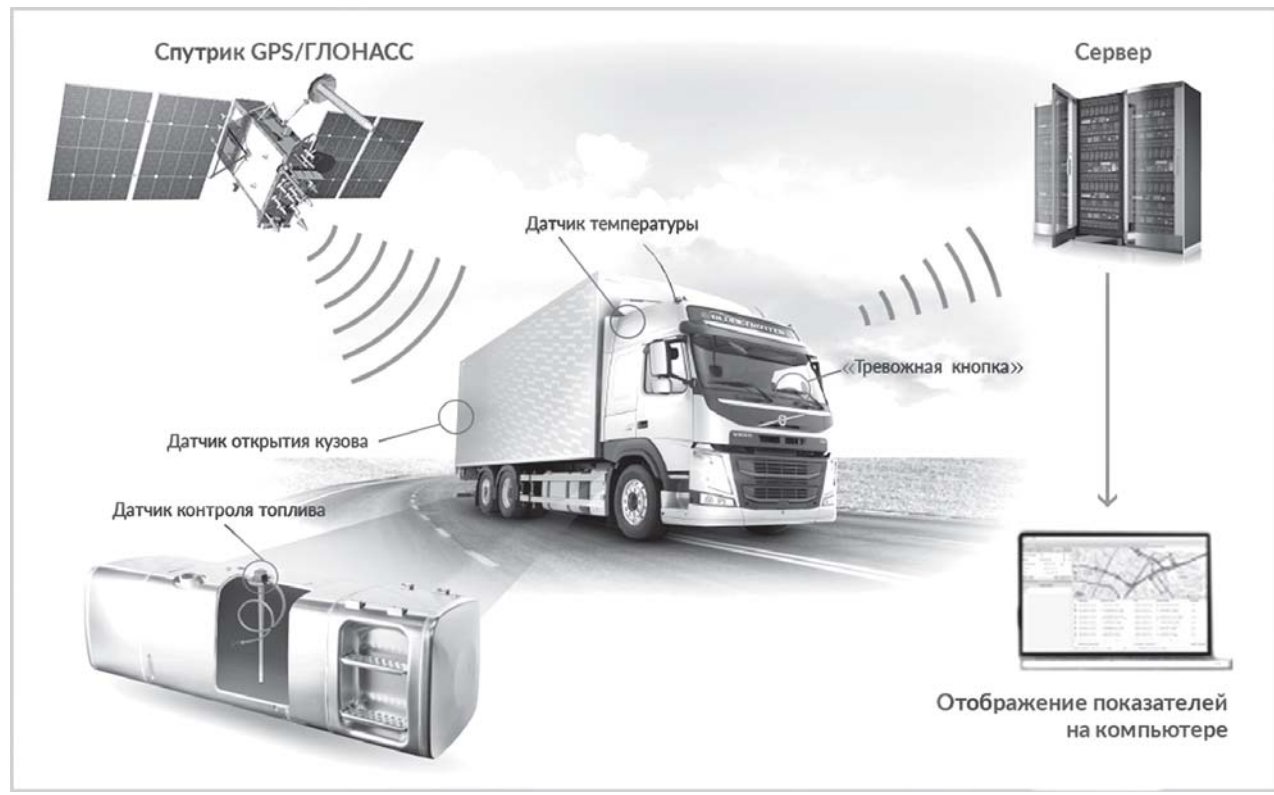 Спутрик GPS/ГЛОНАСС
Сервер
Датчик температуры
«Тревожная кнопка»
Датчик открытия кузова
Датчик контроля топлива
Отображение показателей
на компьютере